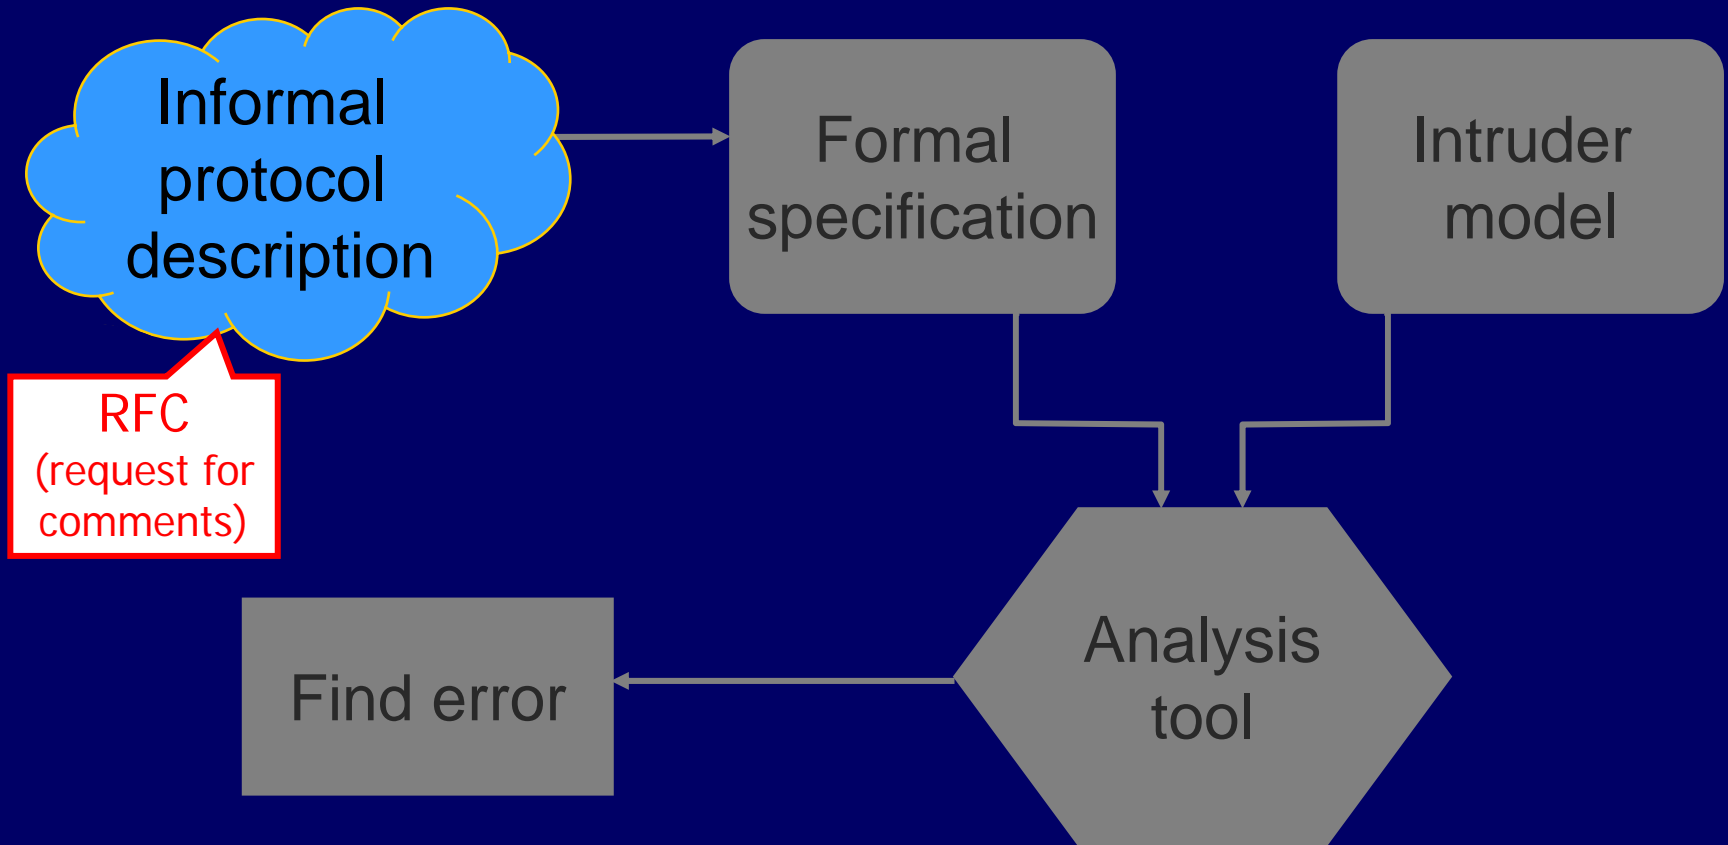 Informal
protocol
description
Formal
specification
Intruder
model
RFC
(request for
comments)
Analysis
tool
Find error